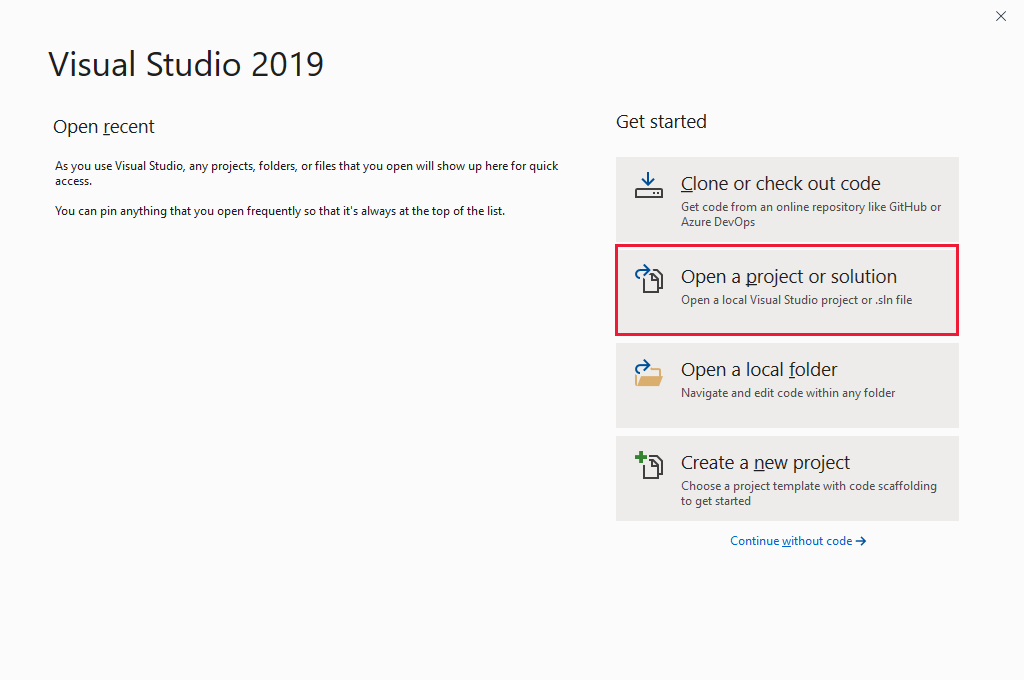 Visual Studio 2019
Open recent
As you use Visual Studio, any projects, folders, or files that you open will show up here for quick
access.
You can pin anything that you open frequently so that it's always at the top of the list.
Get started
Clone or check out code
Get code from an online repository like GitHub or
Azure DevOps
Open a project or solution
Open a local Visual Studio project or .sln file
Open a local folder
Navigate and edit code within any folder
Create a new project
Choose a project template with code scaffolding
to get started
Continue without code →